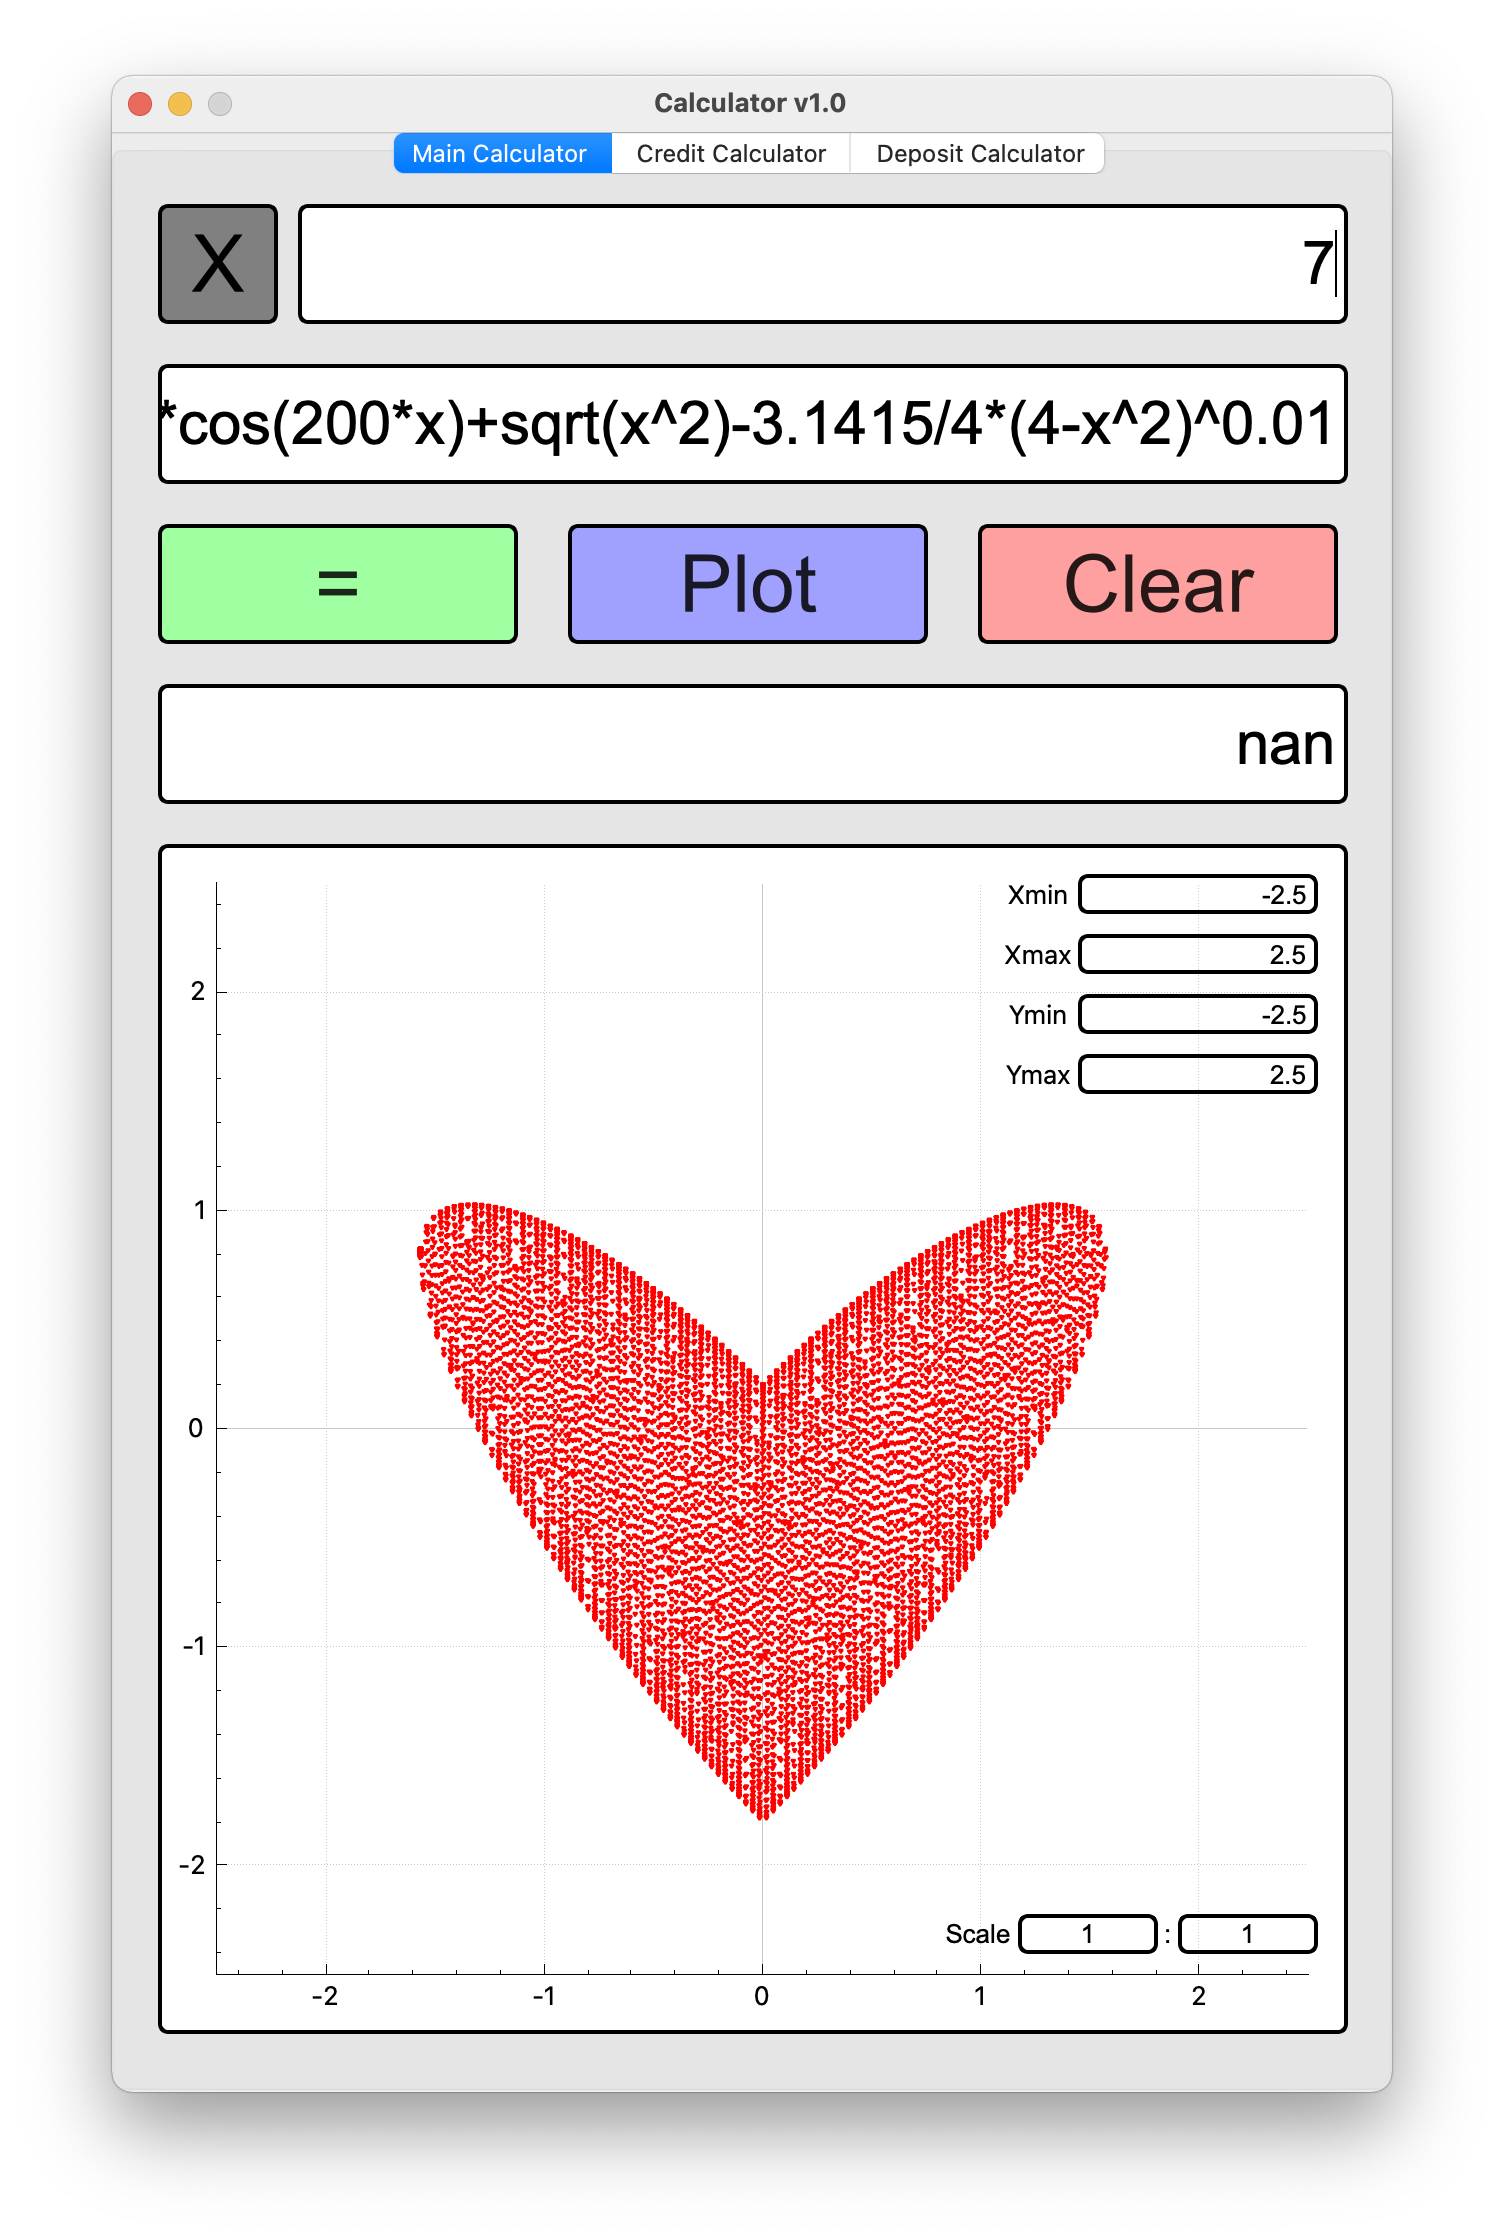 Calculator v1.0
Main Calculator Credit Calculator Deposit Calculator
X 7
*cos(200*x)+sqrt(x^2)-3.1415/4*(4-x^2)^0.01
= Plot Clear
nan
Xmin -2.5
Xmax 2.5
Ymin -2.5
Ymax 2.5
2
1
0
-1
-2
Scale 1 : 1
-2 -1 0 1 2